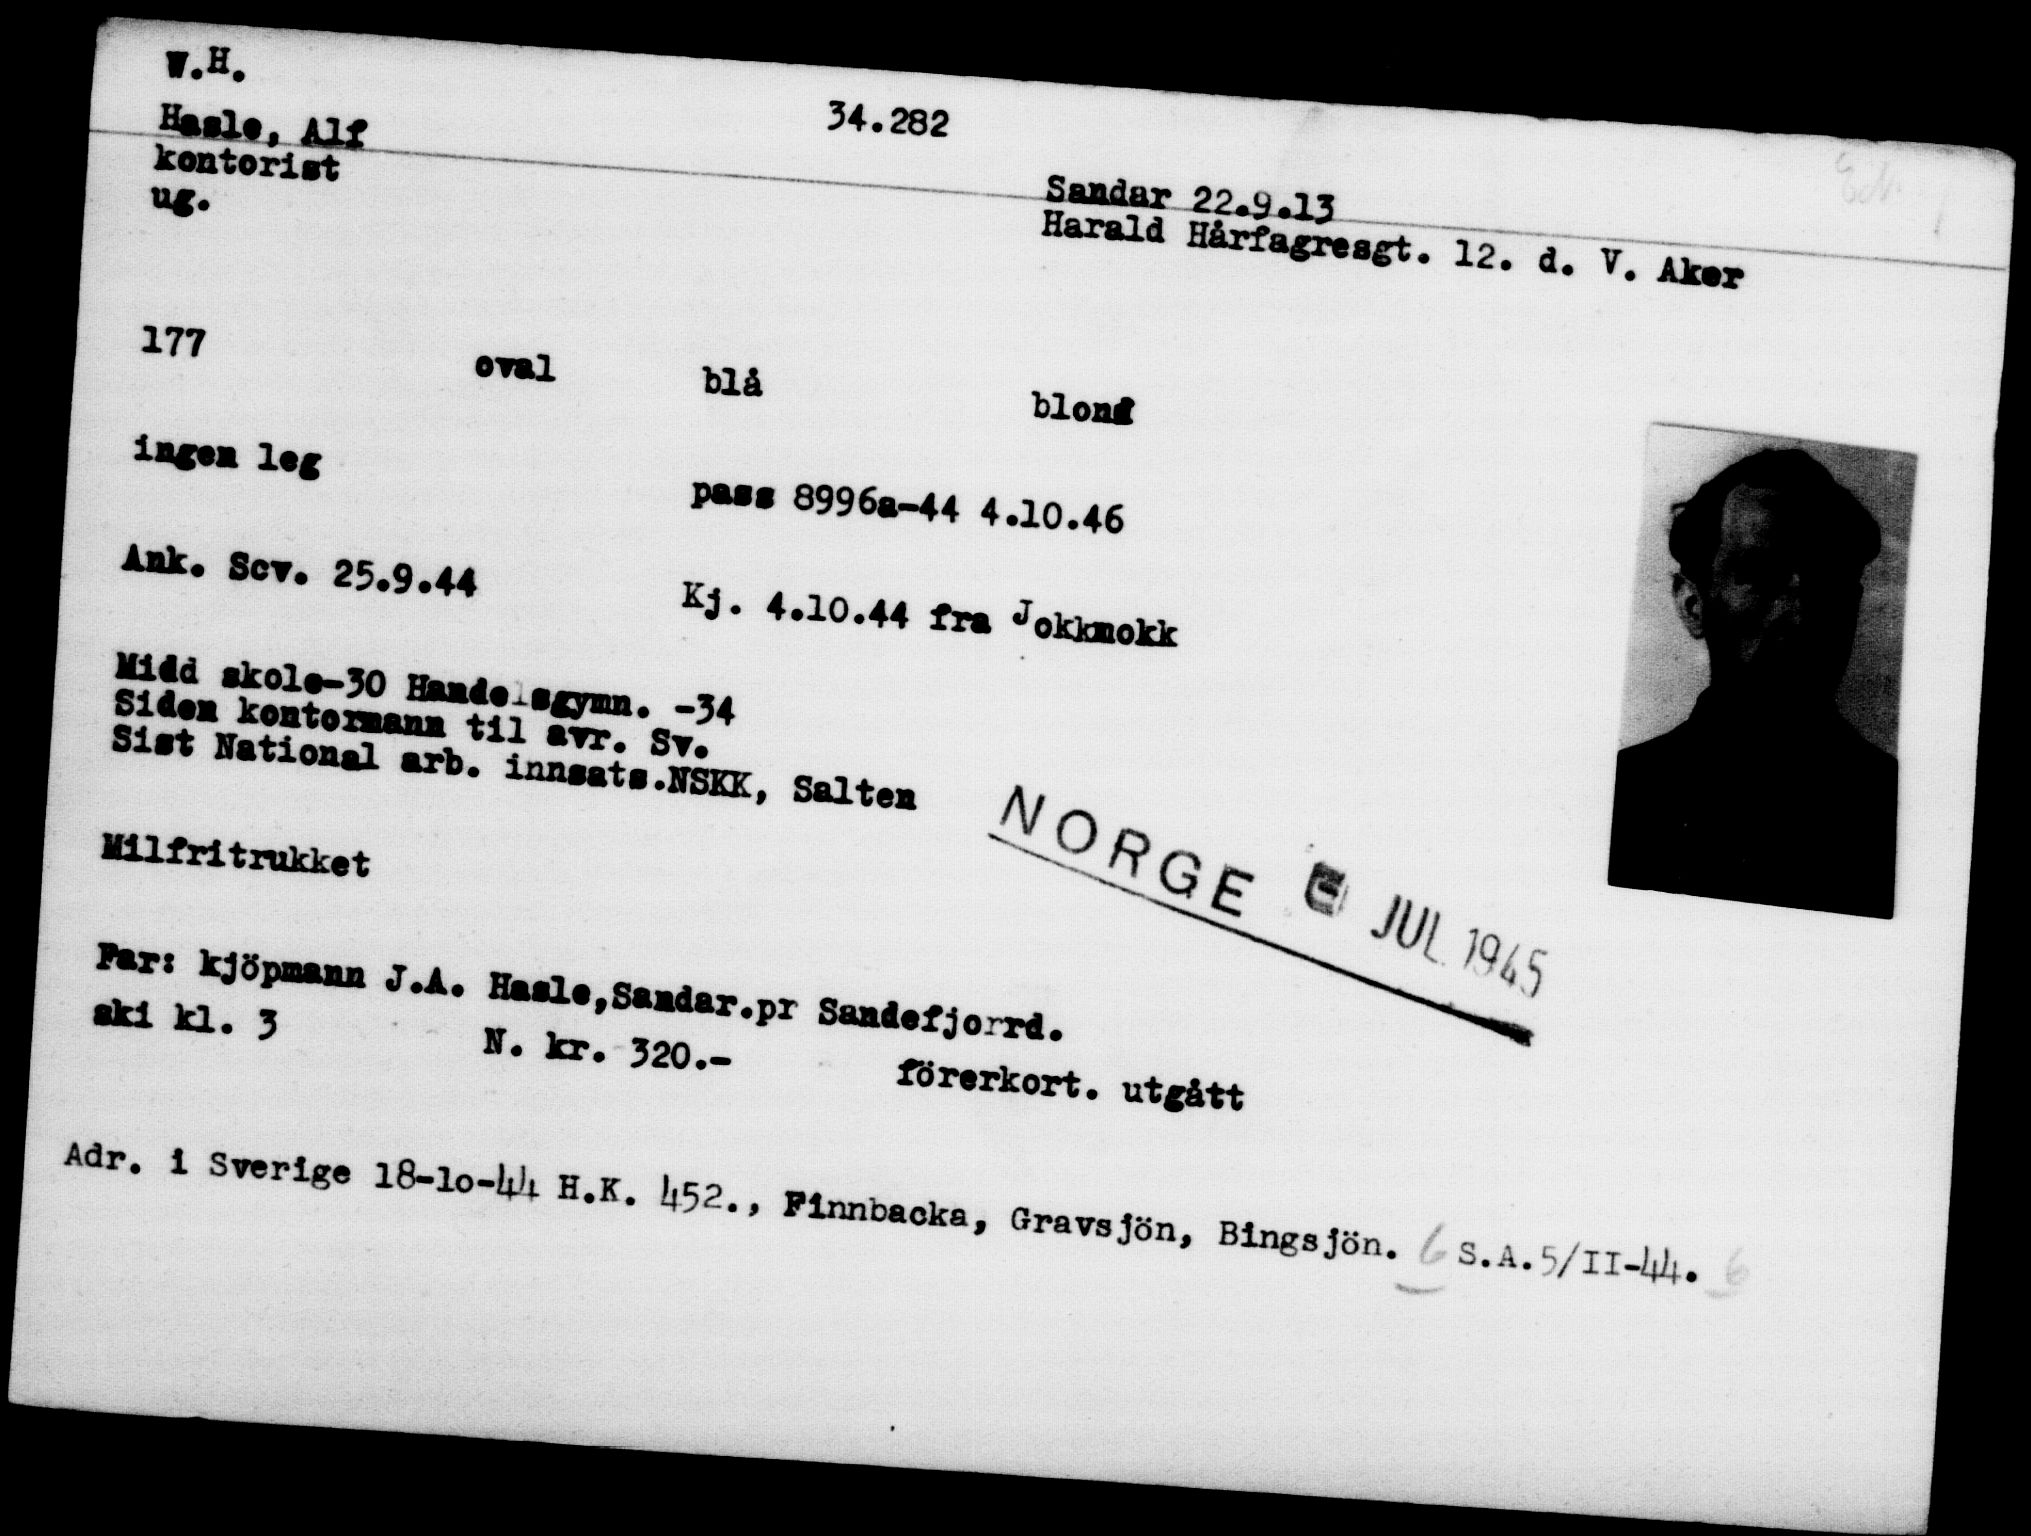 W.H.
Hasle, Alf 34.282
kontorist Sandar 22.9.13
ug. Harald Hårfagresgt. 12. d. V. Aker
177 oval blå blond
ingen leg pass 8996a-44 4.10.46
Ank. Scv. 25.9.44 Kj. 4.10.44 fra Jokkmokk
Midd skole-30 Handelsgymn. -34
Siden kontormann til avr. Sv.
Sist National arb. innsats.NSKK, Salten
NORGE JUL 1945
Milfritrukket
Far: kjöpmann J.A. Hasle,Sandar.pr Sandefjorrd.
ski kl. 3 N. kr. 320.- förerkort. utgått
Adr. i Sverige 18-10-44 H.K. 452., Finnbacka, Gravsjön, Bingsjön. 6 S.A.5/II-44. 6